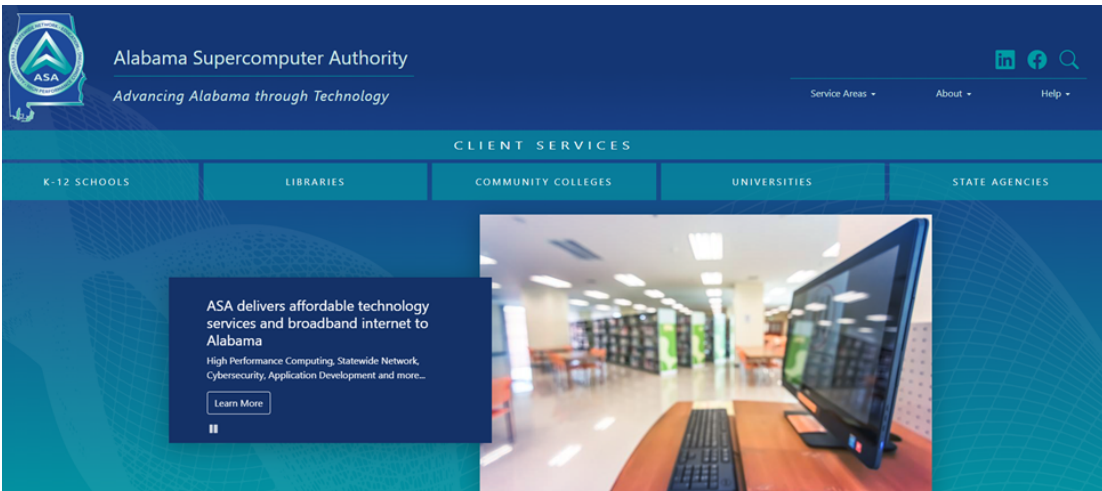 ASA
Alabama Supercomputer Authority
Advancing Alabama through Technology
in
Service Areas
About
Help
CLIENT SERVICES
K-12 SCHOOLS
LIBRARIES
COMMUNITY COLLEGES
UNIVERSITIES
STATE AGENCIES
ASA delivers affordable technology
services and broadband internet to
Alabama
High Performance Computing, Statewide Network,
Cybersecurity, Application Development and more...
Learn More